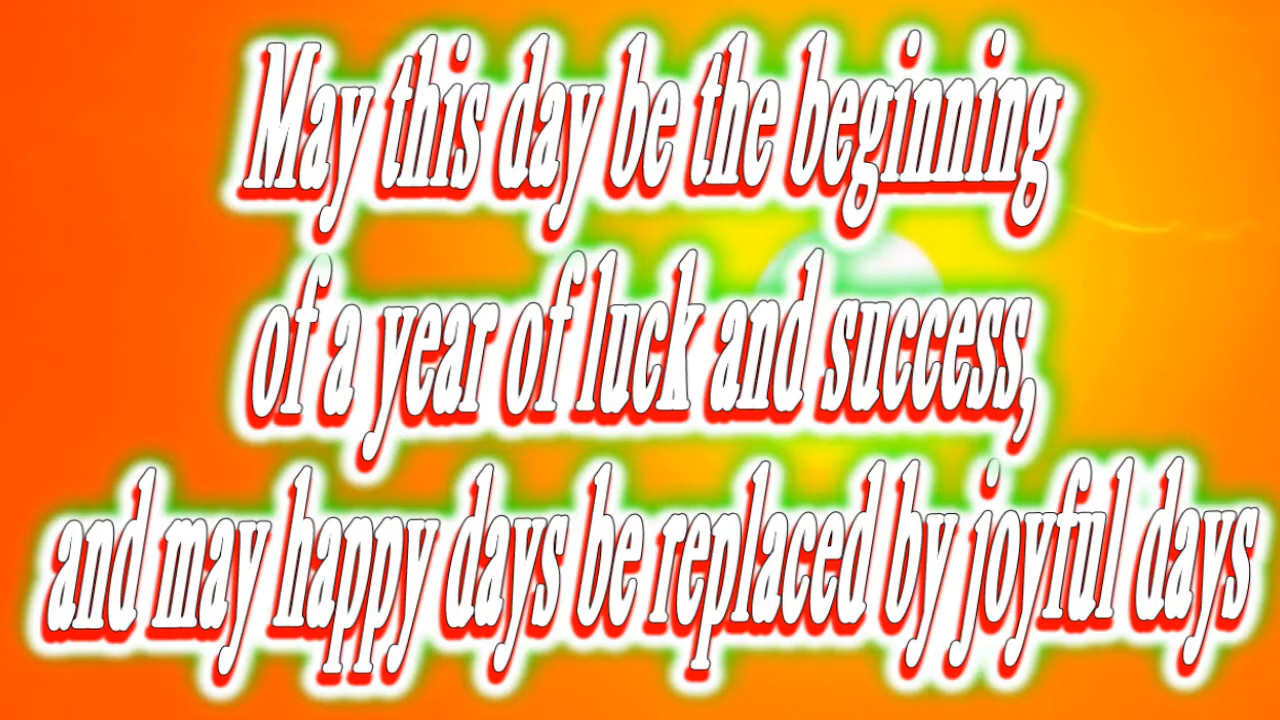 May this day be the beginning
of a year of luck and success,
and may happy days be replaced by joyful days